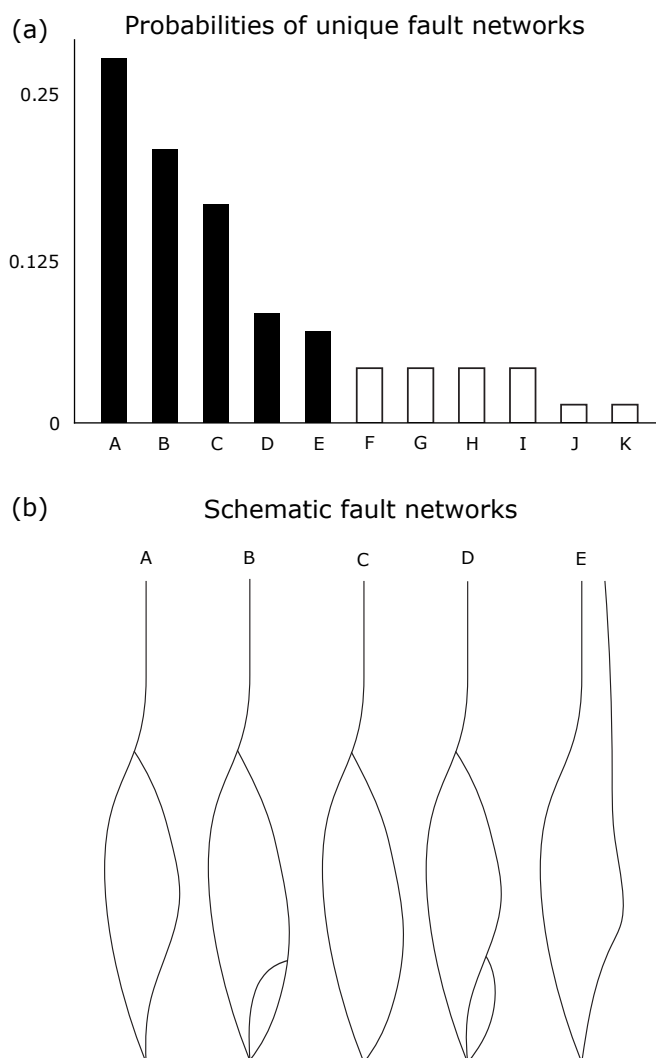 (a) Probabilities of unique fault networks
0.25
0.125
0
A B C D E F G H I J K
(b) Schematic fault networks
A B C D E